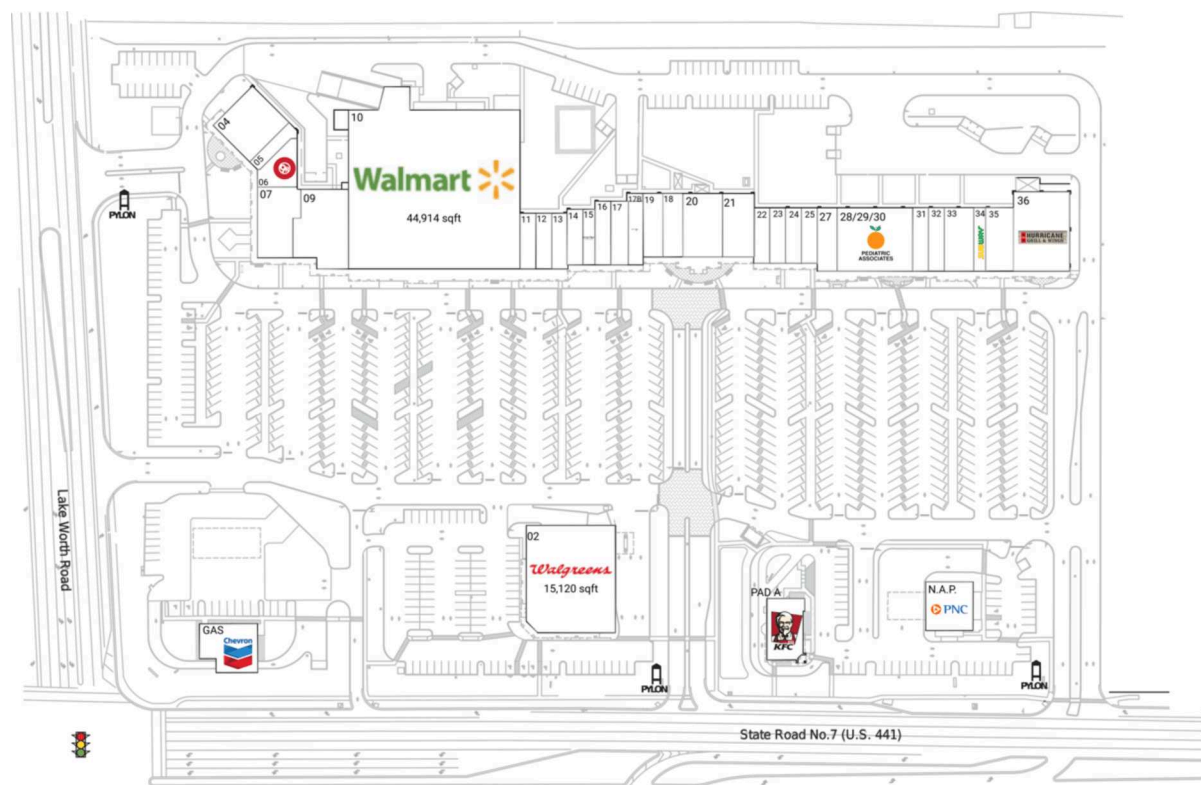 04
05
06
07
09
10
Walmart
44,914 sqft
11
12
13
14
15
16
17
17B
19
18
20
21
22
23
24
25
27
28/29/30
PEDIATRIC
ASSOCIATES
31
32
33
34
SUBWAY
35
36
HURRICANE
GRILL & WINGS
PYLON
Lake Worth Road
02
Walgreens
15,120 sqft
GAS
Chevron
PAD A
KFC
N.A.P.
PNC
PYLON
PYLON
State Road No.7 (U.S. 441)